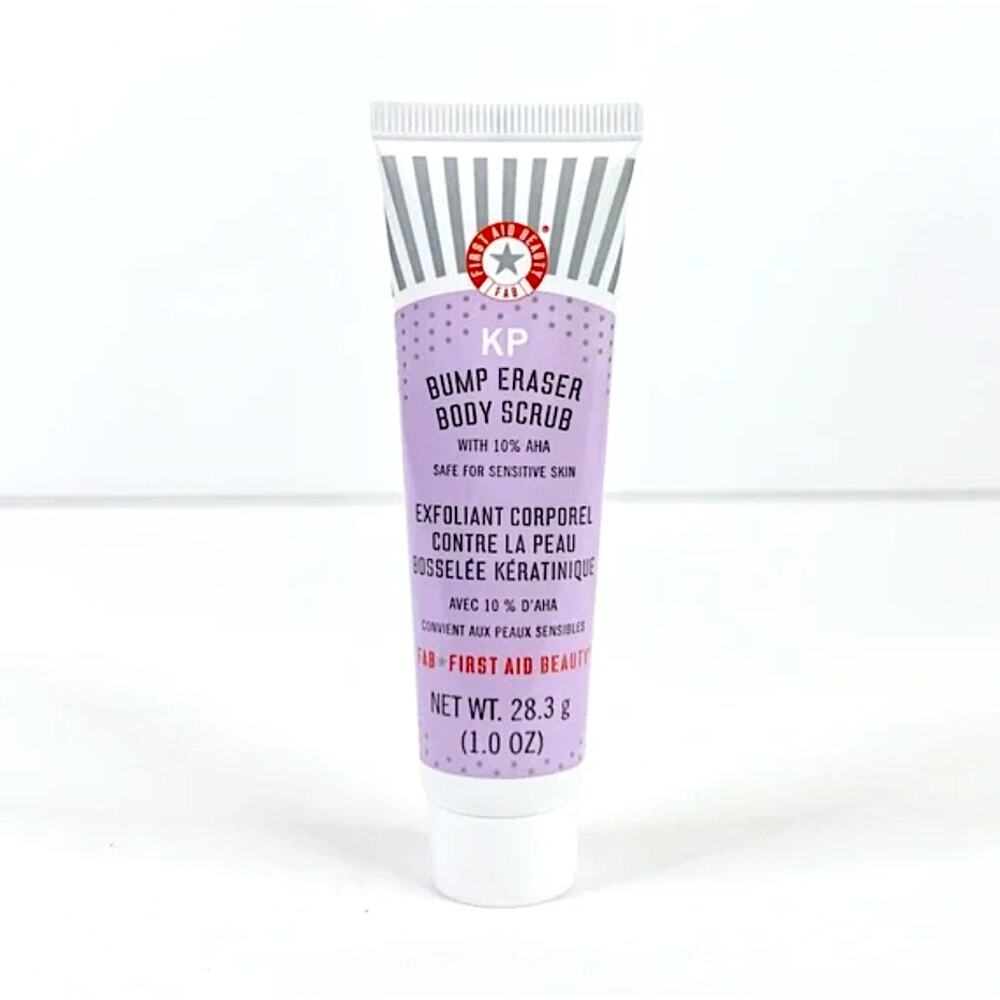 FIRST AID BEAUTY
FAB
KP
BUMP ERASER
BODY SCRUB
WITH 10% AHA
SAFE FOR SENSITIVE SKIN
EXFOLIANT CORPOREL
CONTRE LA PEAU
BOSSELÉE KÉRATINIQUE
AVEC 10 % D'AHA
CONVIENT AUX PEAUX SENSIBLES
FAB★FIRST AID BEAUTY
NET WT. 28.3 g
(1.0 OZ)